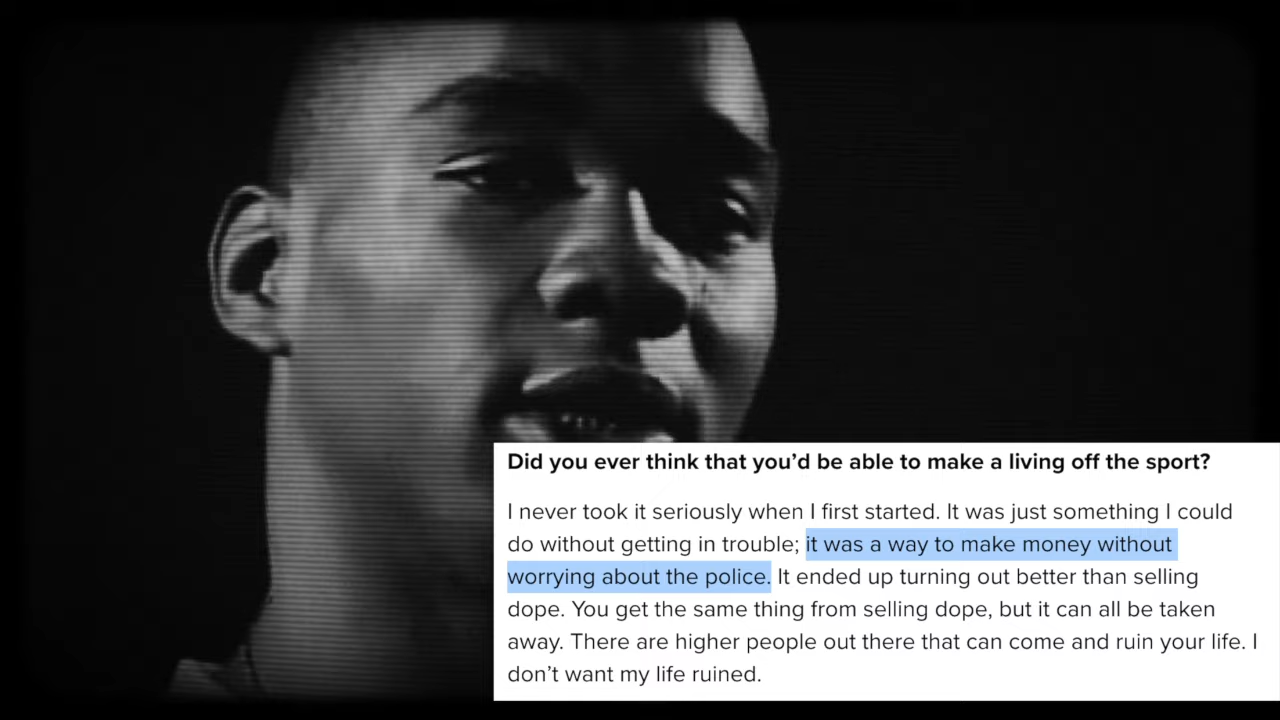 Did you ever think that you’d be able to make a living off the sport?
I never took it seriously when I first started. It was just something I could
do without getting in trouble; it was a way to make money without
worrying about the police. It ended up turning out better than selling
dope. You get the same thing from selling dope, but it can all be taken
away. There are higher people out there that can come and ruin your life. I
don’t want my life ruined.